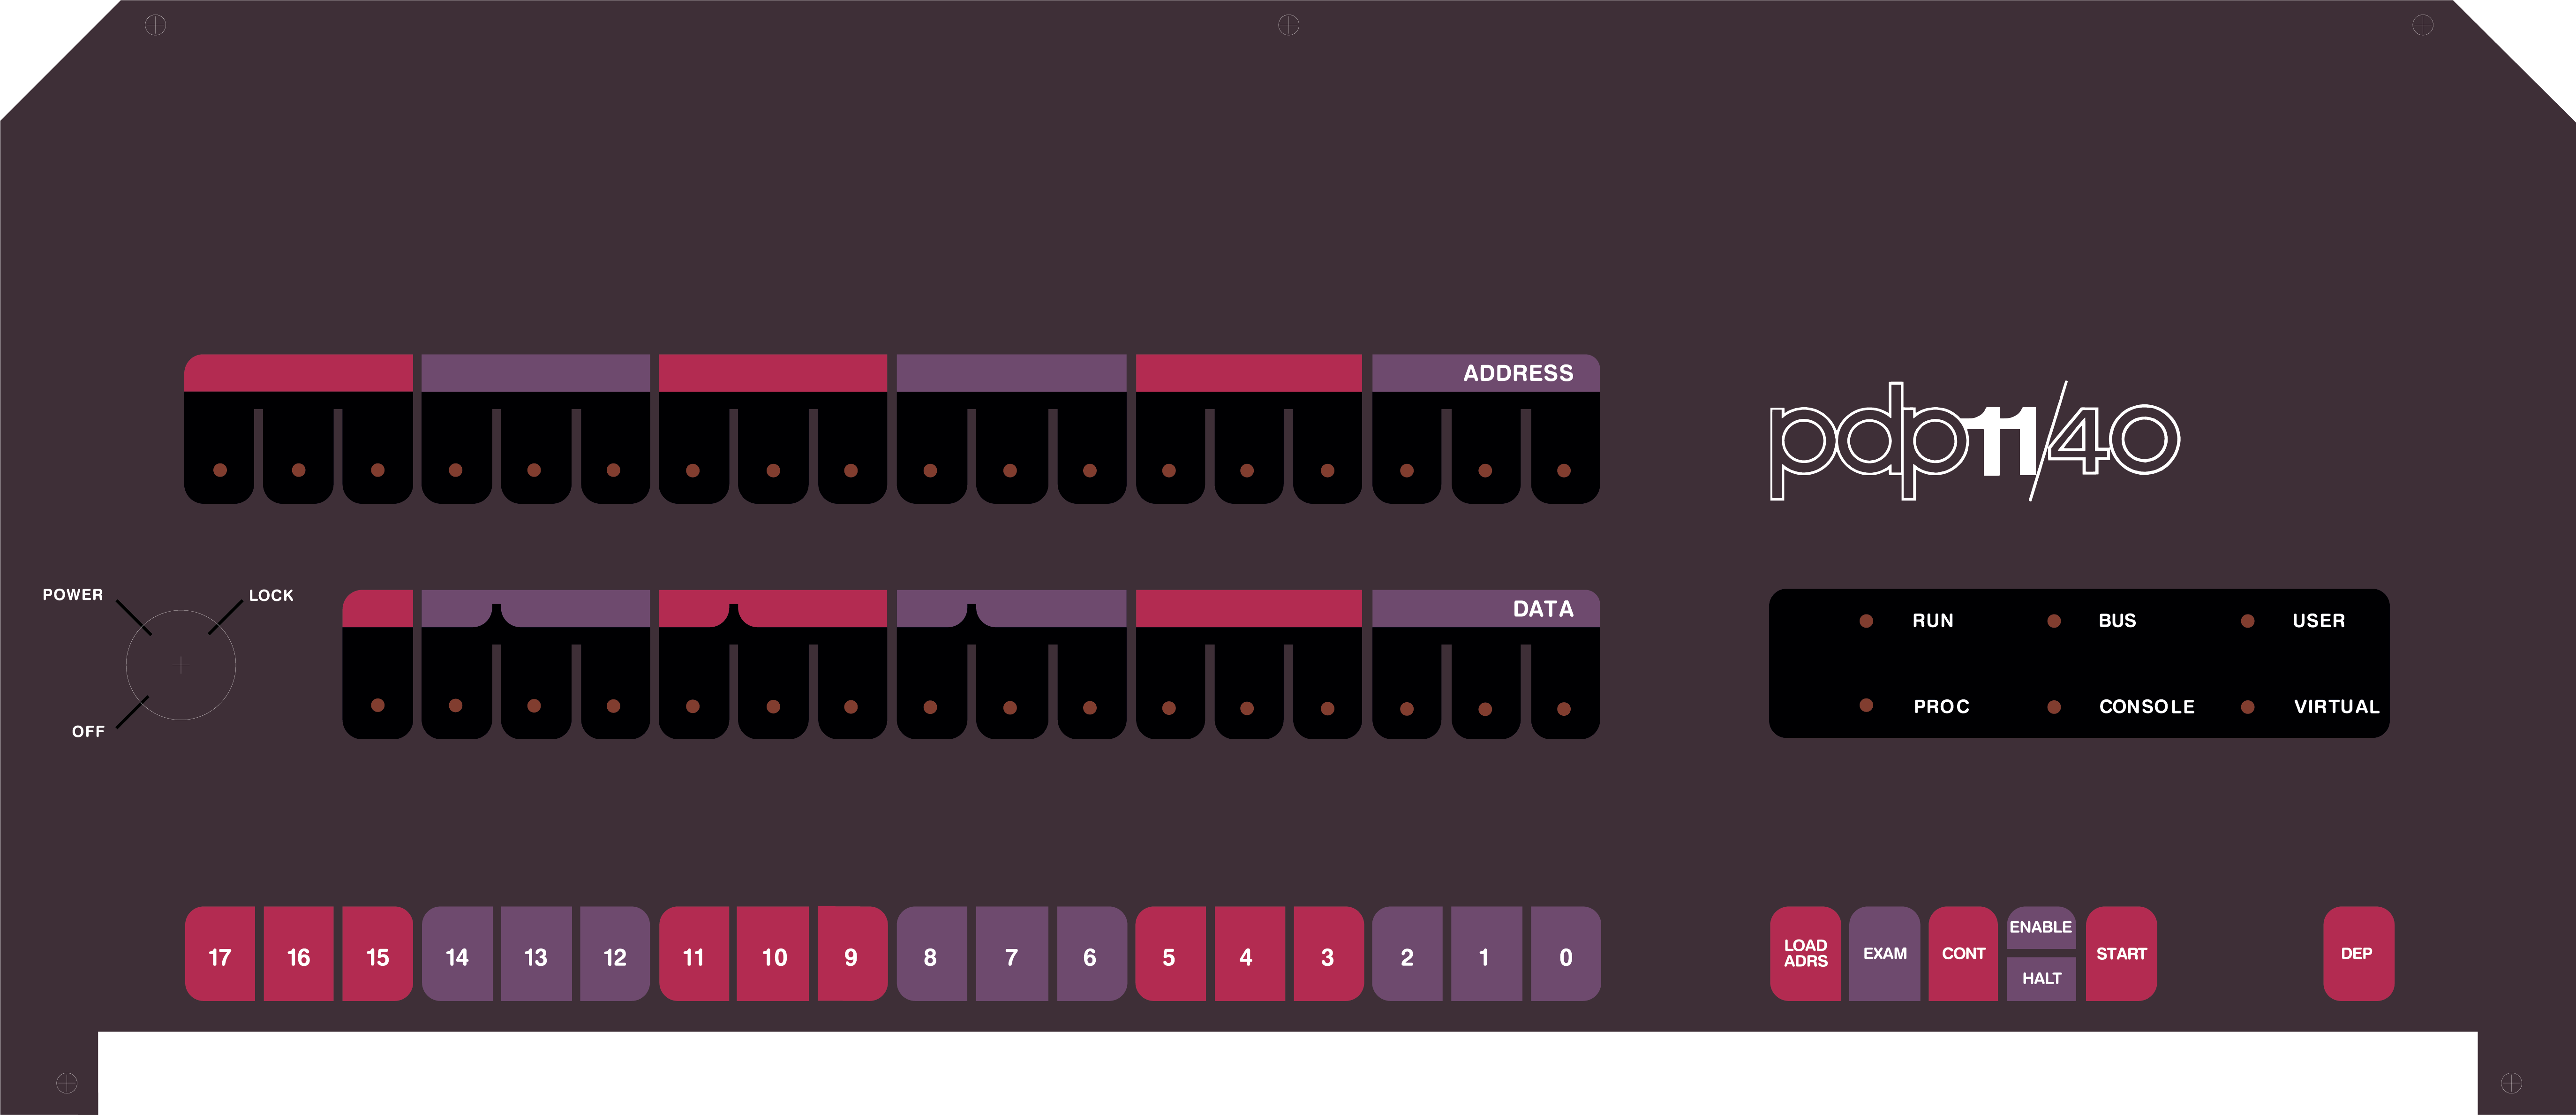 ADDRESS
pdp11/40
POWER
LOCK
OFF
DATA
RUN BUS USER
PROC CONSOLE VIRTUAL
17 16 15 14 13 12 11 10 9 8 7 6 5 4 3 2 1 0
LOAD
ADRS
EXAM
CONT
ENABLE
HALT
START
DEP